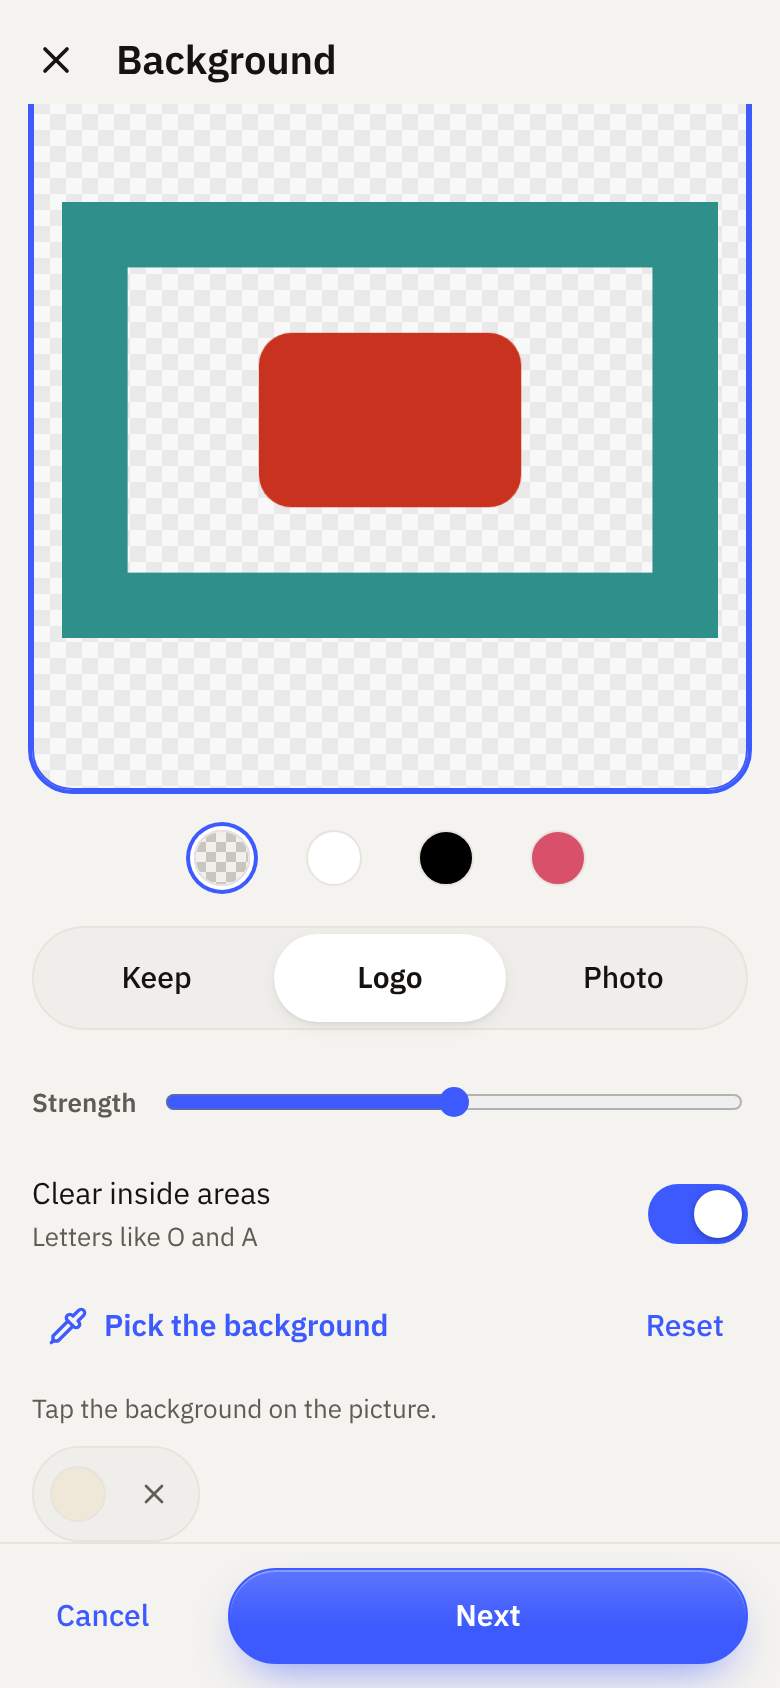 Background
Keep
Logo
Photo
Strength
Clear inside areas
Letters like O and A
Pick the background
Reset
Tap the background on the picture.
Cancel
Next